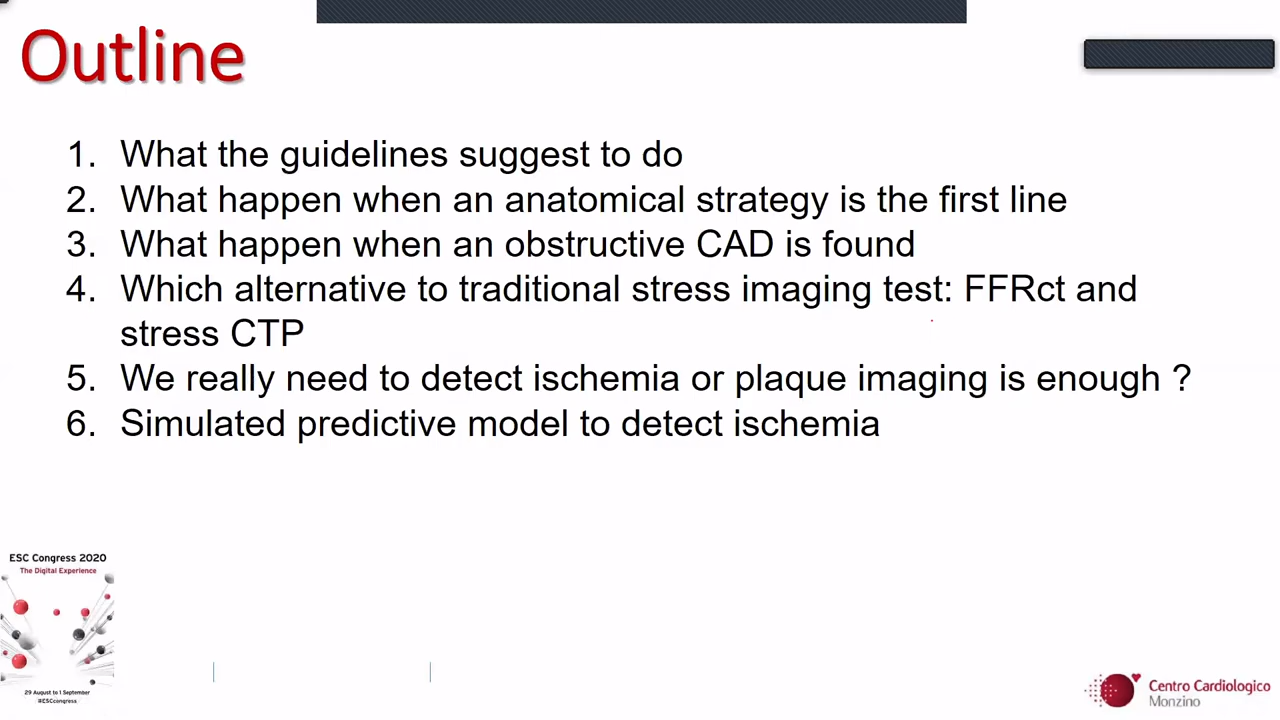 Outline
1. What the guidelines suggest to do
2. What happen when an anatomical strategy is the first line
3. What happen when an obstructive CAD is found
4. Which alternative to traditional stress imaging test: FFRct and
stress CTP
5. We really need to detect ischemia or plaque imaging is enough ?
6. Simulated predictive model to detect ischemia
ESC Congress 2020
The Digital Experience
29 August to 1 September
#ESCcongress
Centro Cardiologico
Monzino